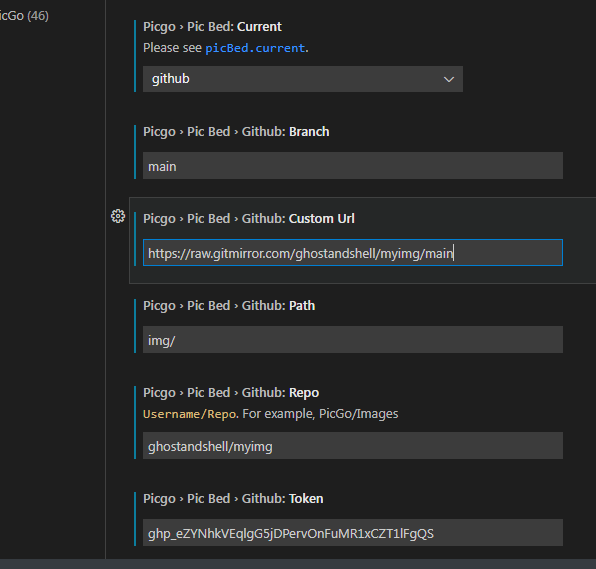 icGo (46)
Picgo › Pic Bed: Current
Please see picBed.current.
github
Picgo › Pic Bed › Github: Branch
main
Picgo › Pic Bed › Github: Custom Url
https://raw.gitmirror.com/ghostandshell/myimg/main
Picgo › Pic Bed › Github: Path
img/
Picgo › Pic Bed › Github: Repo
Username/Repo. For example, PicGo/Images
ghostandshell/myimg
Picgo › Pic Bed › Github: Token
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